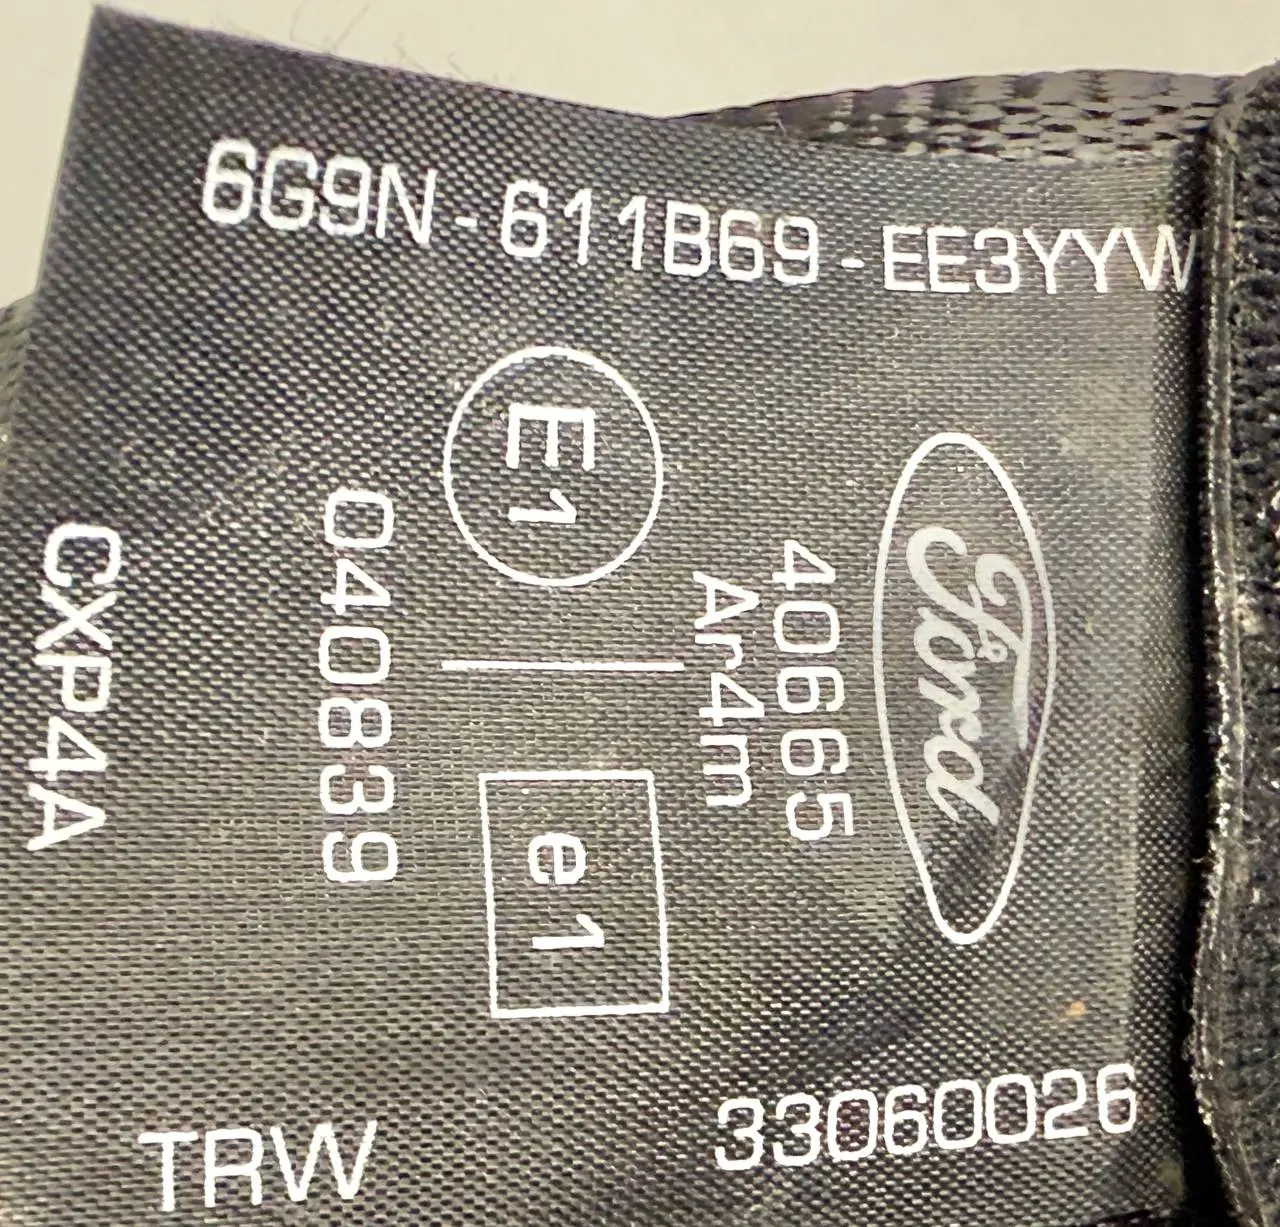 6G9N-611B69-EE3YYW
Ford
40665
Ar4m
E1
e1
040839
CXP4A
33060026
TRW